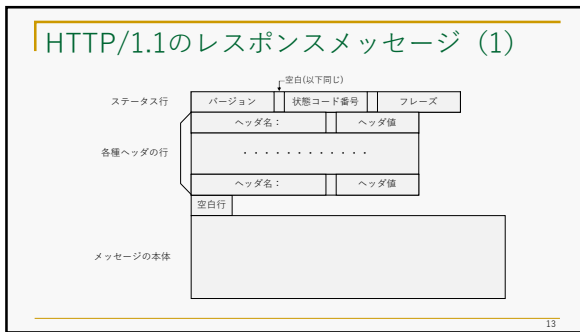 HTTP/1.1のレスポンスメッセージ（1）
空白(以下同じ)
ステータス行 バージョン 状態コード番号 フレーズ
ヘッダ名： ヘッダ値
各種ヘッダの行 ・・・・・・・・・・・・
ヘッダ名： ヘッダ値
空白行
メッセージの本体
13